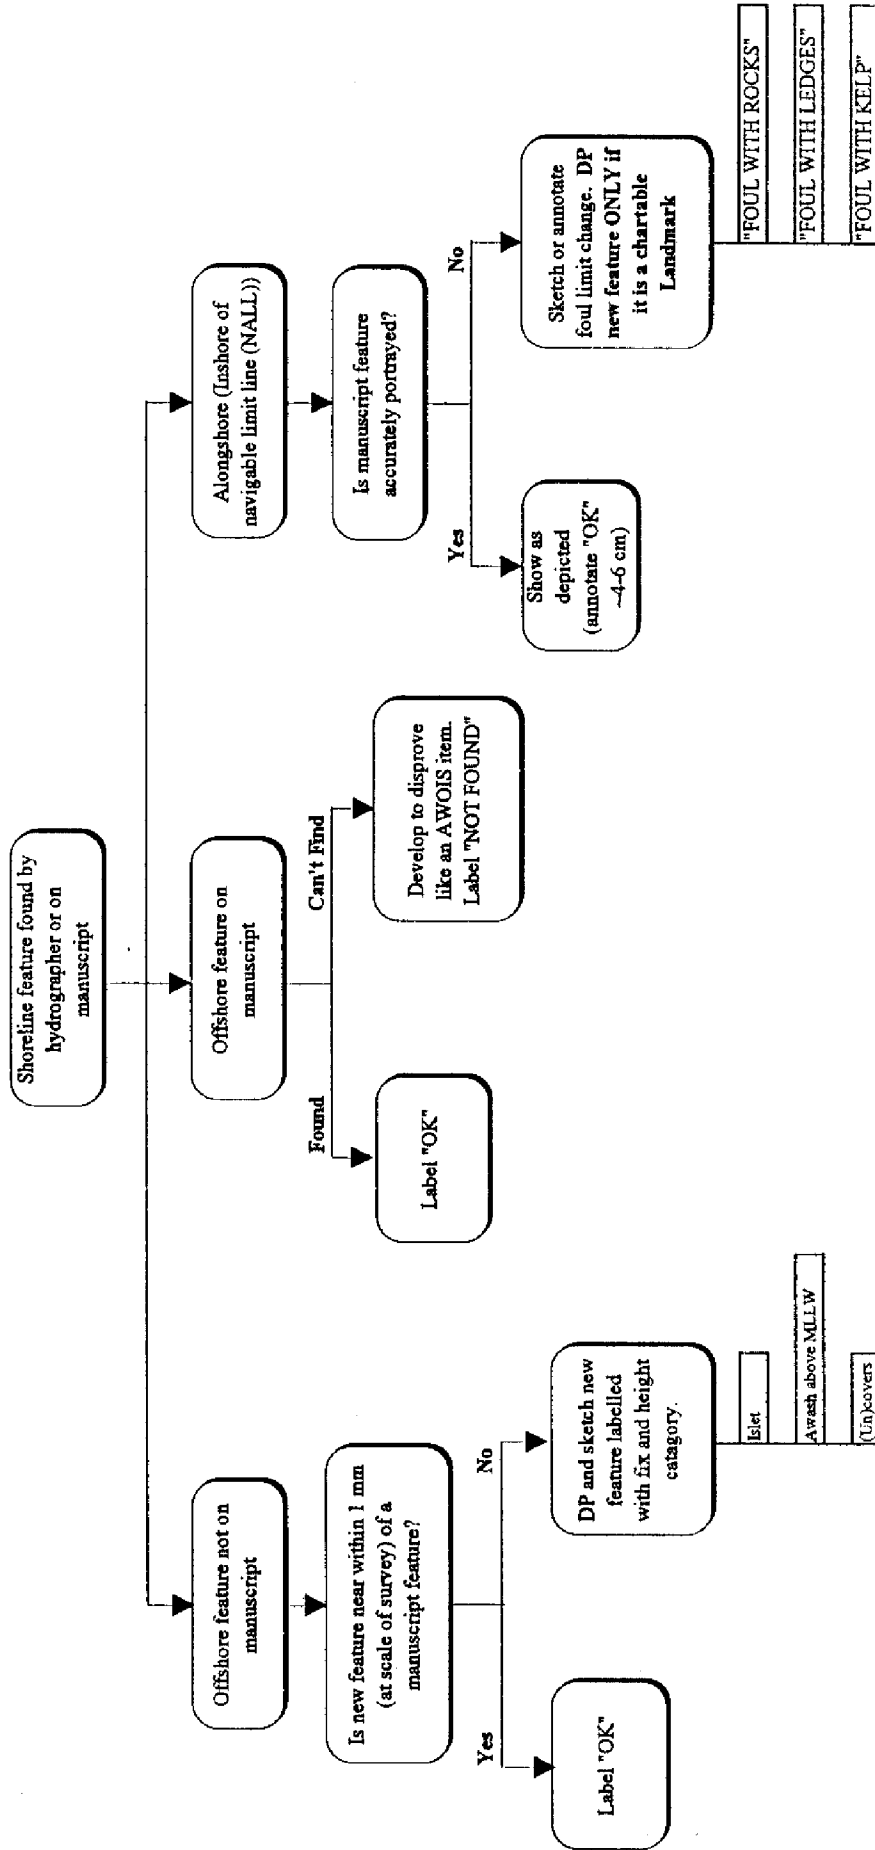 Shoreline feature found by
hydrographer or on
manuscript
Offshore feature not on
manuscript
Is new feature near within 1 mm
(at scale of survey) of a
manuscript feature?
Yes
No
Label "OK"
DP and sketch new
feature labelled
with fix and height
catagory.
Islet
Awash above MLLW
(Un)covers
Offshore feature on
manuscript
Found
Can't Find
Label "OK"
Develop to disprove
like an AWOIS item.
Label "NOT FOUND"
Alongshore (Inshore of
navigable limit line (NALL))
Is manuscript feature
accurately portrayed?
Yes
No
Show as
depicted
(annotate "OK"
~4-6 cm)
Sketch or annotate
foul limit change. DP
new feature ONLY if
it is a chartable
Landmark
"FOUL WITH ROCKS"
"FOUL WITH LEDGES"
"FOUL WITH KELP"